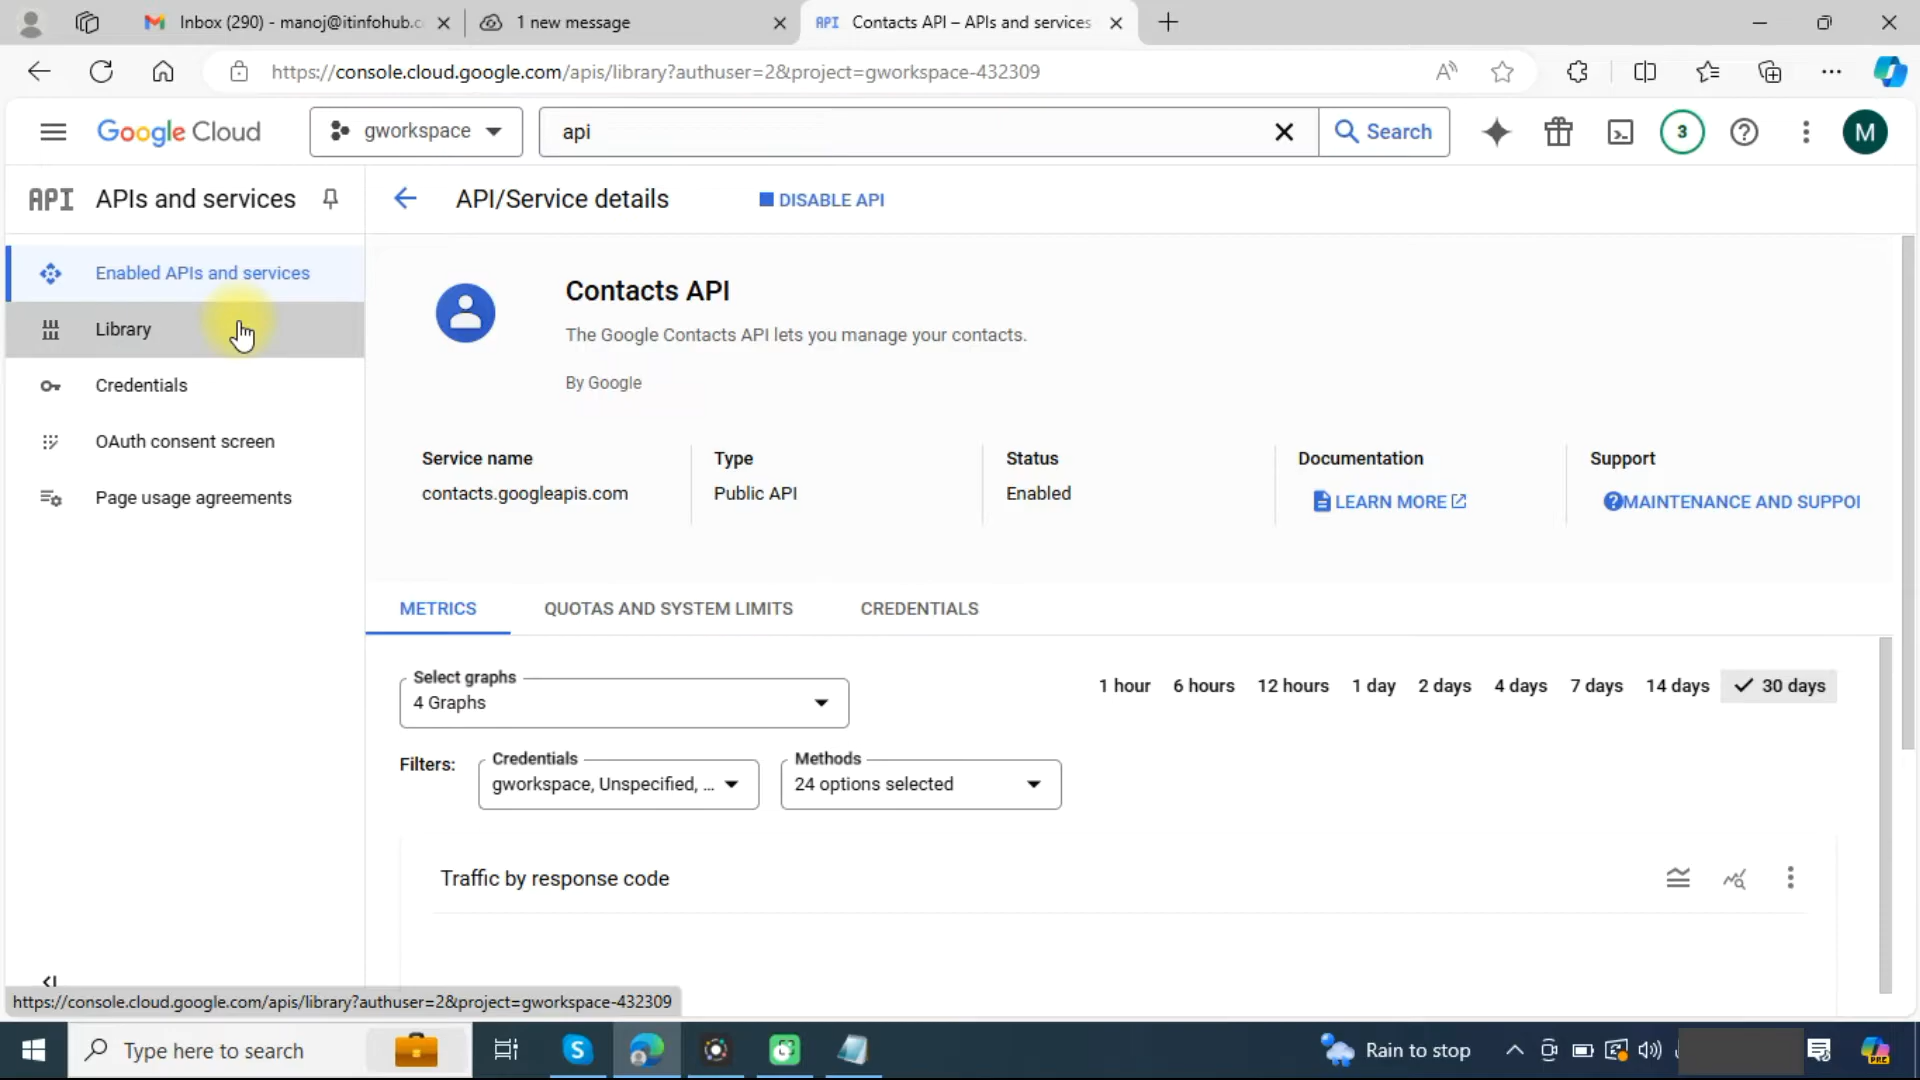 Inbox (290) - manoj@itinfohub.c
1 new message
API Contacts API – APIs and services
https://console.cloud.google.com/apis/library?authuser=2&project=gworkspace-432309
Google Cloud
gworkspace
api
Search
3
M
API APIs and services
API/Service details
DISABLE API
Enabled APIs and services
Library
Credentials
OAuth consent screen
Page usage agreements
Contacts API
The Google Contacts API lets you manage your contacts.
By Google
Service name
contacts.googleapis.com
Type
Public API
Status
Enabled
Documentation
LEARN MORE
Support
MAINTENANCE AND SUPPOI
METRICS
QUOTAS AND SYSTEM LIMITS
CREDENTIALS
Select graphs
4 Graphs
1 hour 6 hours 12 hours 1 day 2 days 4 days 7 days 14 days 30 days
Filters:
Credentials
gworkspace, Unspecified, ...
Methods
24 options selected
Traffic by response code
https://console.cloud.google.com/apis/library?authuser=2&project=gworkspace-432309
Type here to search
Rain to stop
PRE